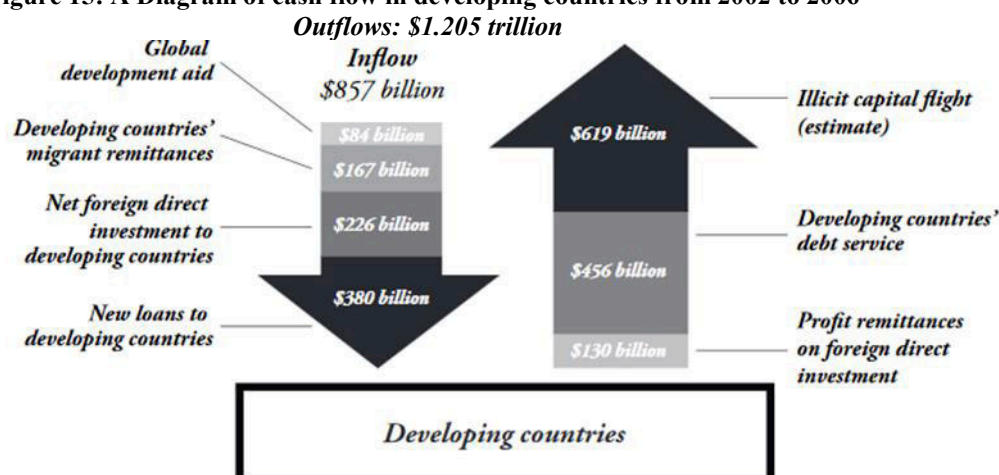 Figure 13: A Diagram of cash flow in developing countries from 2002 to 2006
Outflows: $1.205 trillion
Global
development aid
Developing countries'
migrant remittances
Net foreign direct
investment to
developing countries
New loans to
developing countries
Inflow
$857 billion
$84 billion
$167 billion
$226 billion
$380 billion
$619 billion
$456 billion
$130 billion
Illicit capital flight
(estimate)
Developing countries'
debt service
Profit remittances
on foreign direct
investment
Developing countries